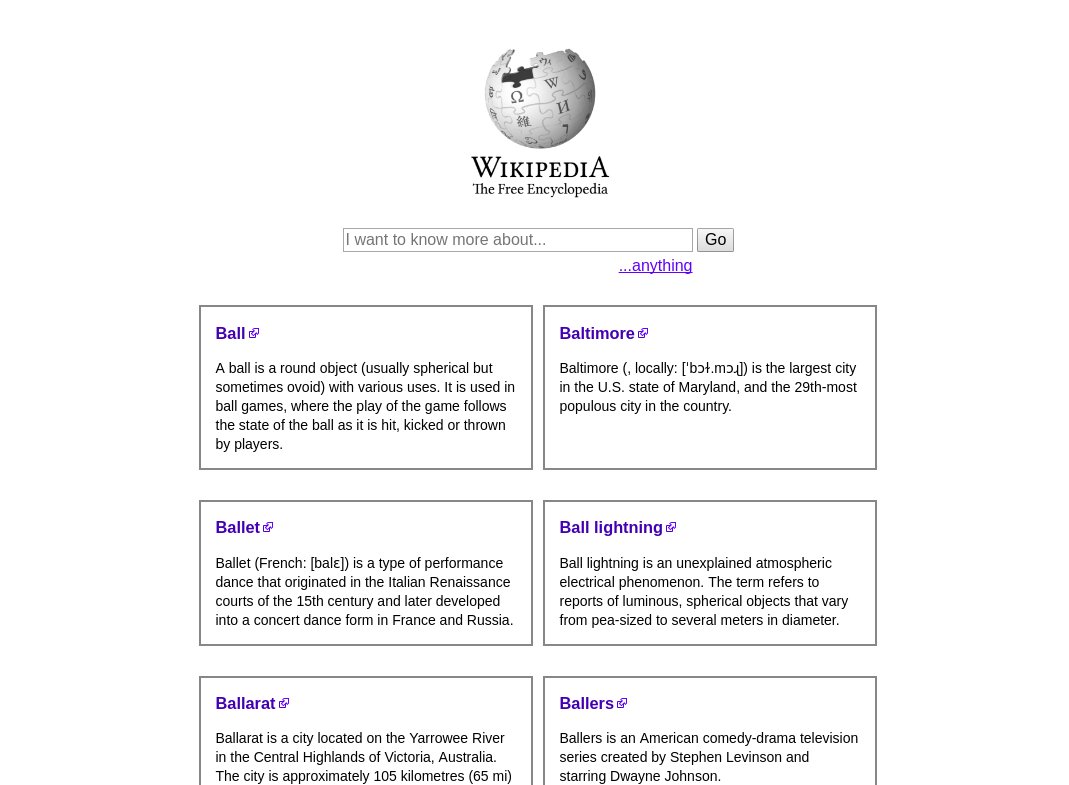 Ω W И 維 7
WIKIPEDIA
The Free Encyclopedia
I want to know more about... Go
...anything
Ball
A ball is a round object (usually spherical but
sometimes ovoid) with various uses. It is used in
ball games, where the play of the game follows
the state of the ball as it is hit, kicked or thrown
by players.
Baltimore
Baltimore (, locally: [ˈbɔɫ.mɔɻ]) is the largest city
in the U.S. state of Maryland, and the 29th-most
populous city in the country.
Ballet
Ballet (French: [balɛ]) is a type of performance
dance that originated in the Italian Renaissance
courts of the 15th century and later developed
into a concert dance form in France and Russia.
Ball lightning
Ball lightning is an unexplained atmospheric
electrical phenomenon. The term refers to
reports of luminous, spherical objects that vary
from pea-sized to several meters in diameter.
Ballarat
Ballarat is a city located on the Yarrowee River
in the Central Highlands of Victoria, Australia.
The city is approximately 105 kilometres (65 mi)
Ballers
Ballers is an American comedy-drama television
series created by Stephen Levinson and
starring Dwayne Johnson.